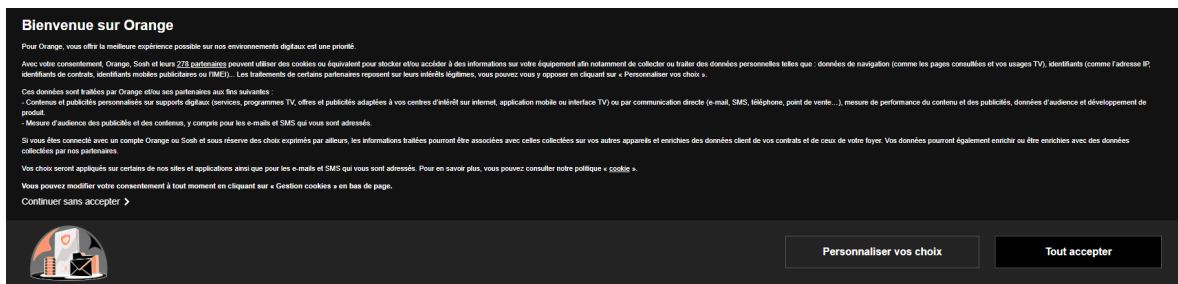 Bienvenue sur Orange
Pour Orange, vous offrir la meilleure expérience possible sur nos environnements digitaux est une priorité.
Avec votre consentement, Orange, Sosh et leurs 278 partenaires peuvent utiliser des cookies ou équivalent pour stocker et/ou accéder à des informations sur votre équipement afin notamment de collecter ou traiter des données personnelles telles que : données de navigation (comme les pages consultées et vos usages TV), identifiants (comme l'adresse IP,
identifiants de contrats, identifiants mobiles publicitaires ou l'IMEI)... Les traitements de certains partenaires reposent sur leurs intérêts légitimes, vous pouvez vous y opposer en cliquant sur « Personnaliser vos choix ».
Ces données sont traitées par Orange et/ou ses partenaires aux fins suivantes :
- Contenus et publicités personnalisés sur supports digitaux (services, programmes TV, offres et publicités adaptées à vos centres d'intérêt sur internet, application mobile ou interface TV) ou par communication directe (e-mail, SMS, téléphone, point de vente…), mesure de performance du contenu et des publicités, données d'audience et développement de
produit.
- Mesure d'audience des publicités et des contenus, y compris pour les e-mails et SMS qui vous sont adressés.
Si vous êtes connecté avec un compte Orange ou Sosh et sous réserve des choix exprimés par ailleurs, les informations traitées pourront être associées avec celles collectées sur vos autres appareils et enrichies des données client de vos contrats et de ceux de votre foyer. Vos données pourront également enrichir ou être enrichies avec des données
collectées par nos partenaires.
Vos choix seront appliqués sur certains de nos sites et applications ainsi que pour les e-mails et SMS qui vous sont adressés. Pour en savoir plus, vous pouvez consulter notre politique « cookie ».
Vous pouvez modifier votre consentement à tout moment en cliquant sur « Gestion cookies » en bas de page.
Continuer sans accepter >
Personnaliser vos choix
Tout accepter